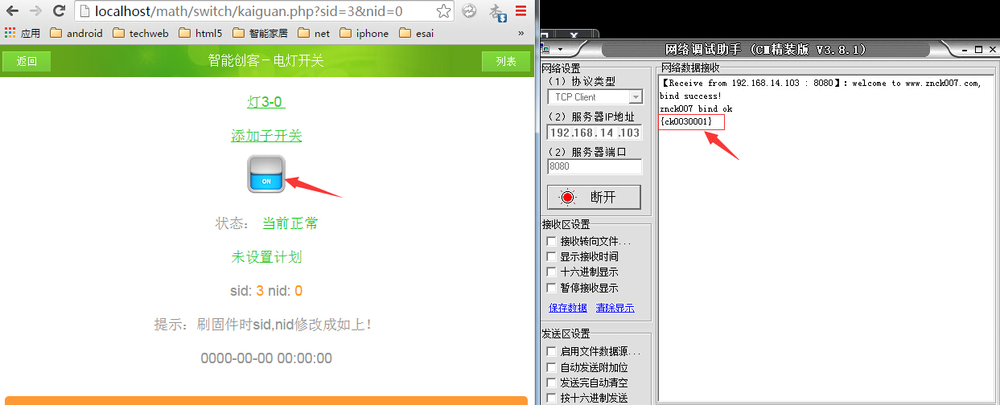 localhost/math/switch/kaiguan.php?sid=3&nid=0
应用 android techweb html5 智能家居 net iphone esai »
返回 智能创客－电灯开关 列表
灯3-0
添加子开关
ON
状态： 当前正常
未设置计划
sid: 3 nid: 0
提示：刷固件时sid,nid修改成如上！
0000-00-00 00:00:00
网络调试助手 (C■精装版 V3.8.1)
网络设置
（1）协议类型
TCP Client
（2）服务器IP地址
192.168.14.103
（2）服务器端口
8080
断开
接收区设置
接收转向文件...
显示接收时间
十六进制显示
暂停接收显示
保存数据 清除显示
发送区设置
启用文件数据源...
自动发送附加位
发送完自动清空
按十六进制发送
网络数据接收
【Receive from 192.168.14.103 : 8080】：welcome to www.znck007.com,
bind success!
znck007 bind ok
{ck0030001}